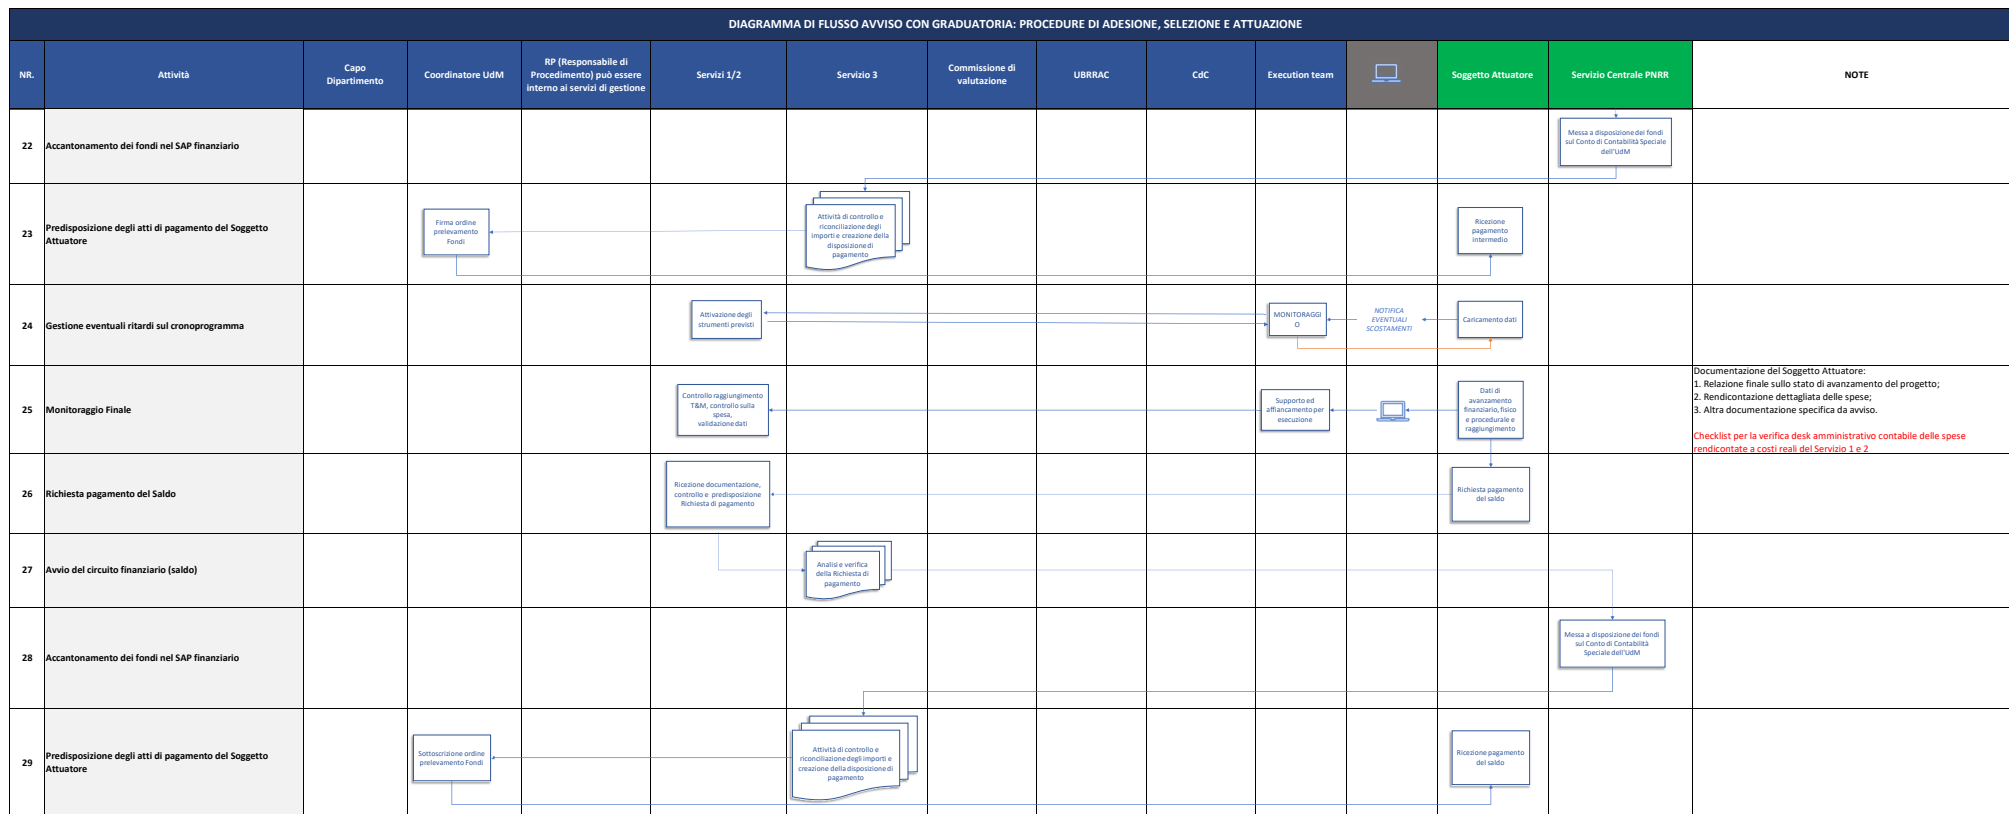 DIAGRAMMA DI FLUSSO AVVISO CON GRADUATORIA: PROCEDURE DI ADESIONE, SELEZIONE E ATTUAZIONE
NR.
Attività
Capo
Dipartimento
Coordinatore UdM
RP (Responsabile di
Procedimento) può essere
interno ai servizi di gestione
Servizi 1/2
Servizio 3
Commissione di
valutazione
UBRRAC
CdC
Execution team
Soggetto Attuatore
Servizio Centrale PNRR
NOTE
22
Accantonamento dei fondi nel SAP finanziario
Messa a disposizione dei fondi
sul Conto di Contabilità Speciale
dell'UdM
23
Predisposizione degli atti di pagamento del Soggetto
Attuatore
Firma ordine
prelevamento
Fondi
Attività di controllo e
riconciliazione degli
importi e creazione della
disposizione di
pagamento
Ricezione
pagamento
intermedio
24
Gestione eventuali ritardi sul cronoprogramma
Attivazione degli
strumenti previsti
MONITORAGGI
O
NOTIFICA
EVENTUALI
SCOSTAMENTI
Caricamento dati
25
Monitoraggio Finale
Controllo raggiungimento
T&M, controllo sulla
spesa,
validazione dati
Supporto ed
affiancamento per
esecuzione
Dati di
avanzamento
finanziario, fisico
e procedurale e
raggiungimento
Documentazione del Soggetto Attuatore:
1. Relazione finale sullo stato di avanzamento del progetto;
2. Rendicontazione dettagliata delle spese;
3. Altra documentazione specifica da avviso.
Checklist per la verifica desk amministrativo contabile delle spese
rendicontate a costi reali del Servizio 1 e 2
26
Richiesta pagamento del Saldo
Ricezione documentazione,
controllo e predisposizione
Richiesta di pagamento
Richiesta pagamento
del saldo
27
Avvio del circuito finanziario (saldo)
Analisi e verifica
della Richiesta di
pagamento
28
Accantonamento dei fondi nel SAP finanziario
Messa a disposizione dei fondi
sul Conto di Contabilità
Speciale dell'UdM
29
Predisposizione degli atti di pagamento del Soggetto
Attuatore
Sottoscrizione ordine
prelevamento Fondi
Attività di controllo e
riconciliazione degli importi e
creazione della disposizione di
pagamento
Ricezione pagamento
del saldo